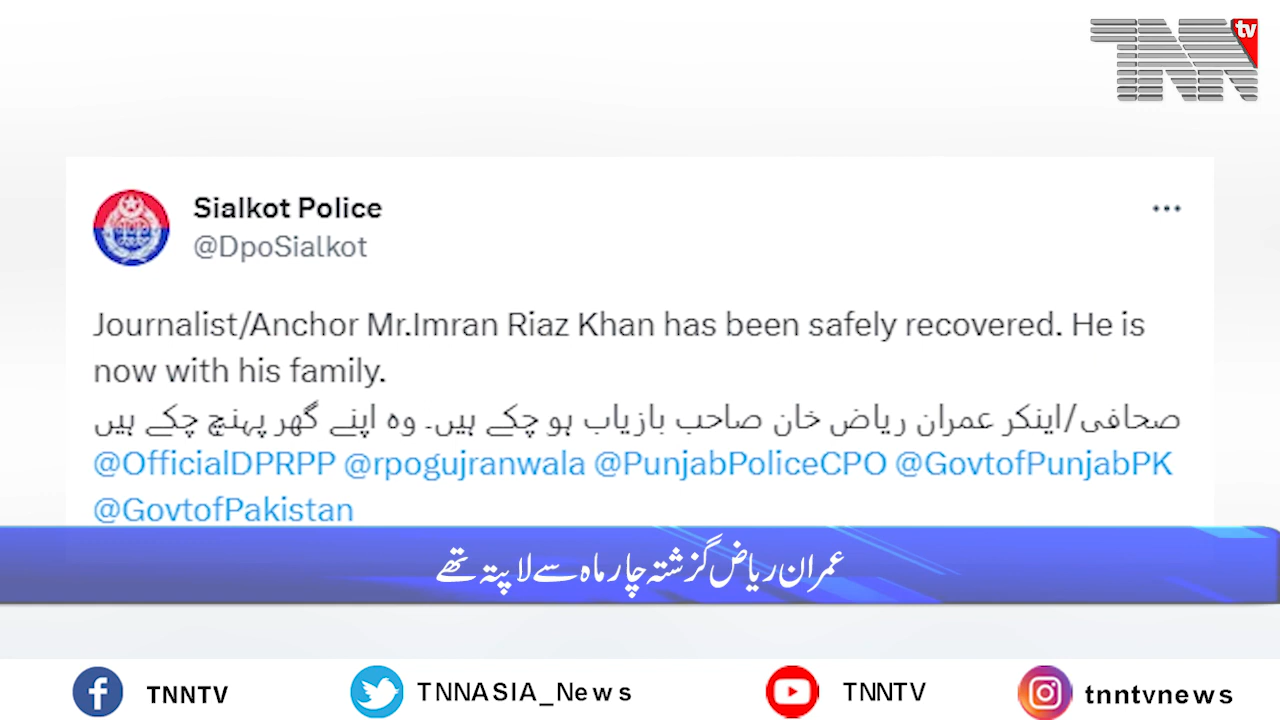 TNN tv
Sialkot Police
@DpoSialkot
Journalist/Anchor Mr.Imran Riaz Khan has been safely recovered. He is
now with his family.
صحافی/اینکر عمران ریاض خان صاحب بازیاب ہو چکے ہیں۔ وہ اپنے گھر پہنچ چکے ہیں
@OfficialDPRPP @rpogujranwala @PunjabPoliceCPO @GovtofPunjabPK
@GovtofPakistan
عمران ریاض گزشتہ چار ماہ سے لا پتہ تھے
TNNTV
TNNASIA_News
TNNTV
tnntvnews